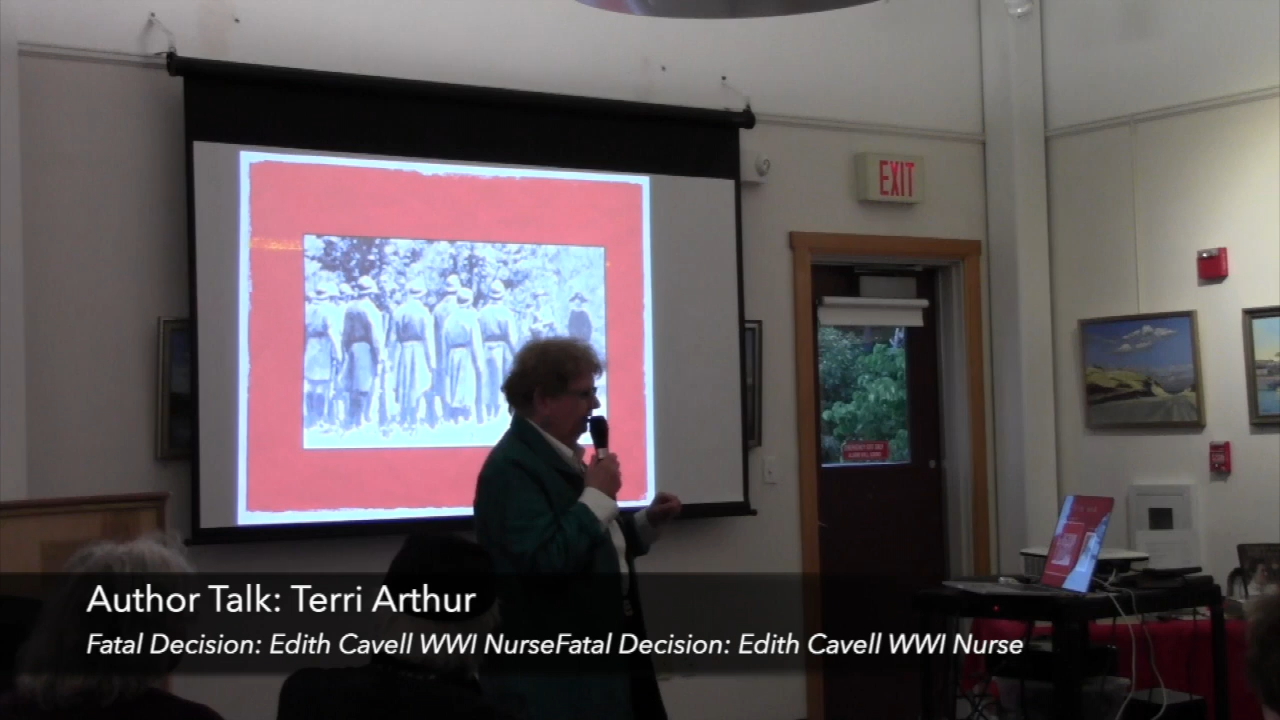 EXIT
Author Talk: Terri Arthur
Fatal Decision: Edith Cavell WWI NurseFatal Decision: Edith Cavell WWI Nurse